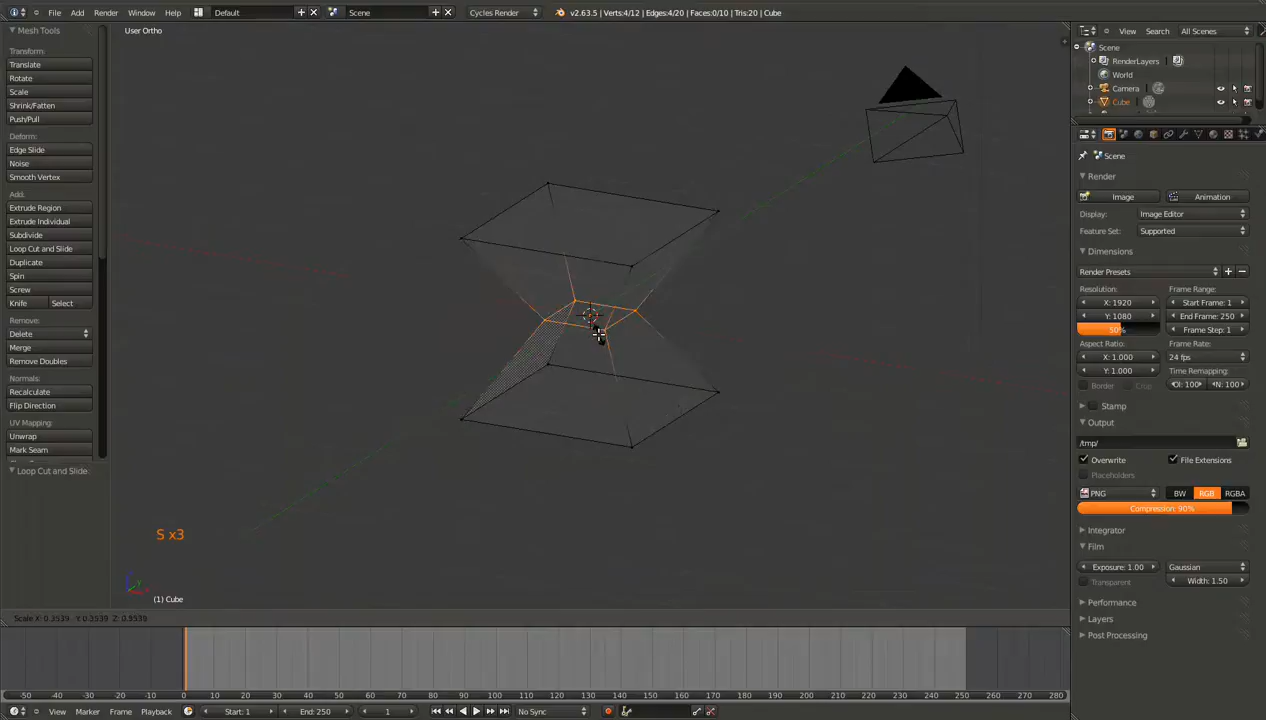 File Add Render Window Help Default Scene Cycles Render v2.63.5 | Verts:4/12 | Edges:4/20 | Faces:0/10 | Tris:20 | Cube
Mesh Tools
Transform:
Translate
Rotate
Scale
Shrink/Fatten
Push/Pull
Deform:
Edge Slide
Noise
Smooth Vertex
Add:
Extrude Region
Extrude Individual
Subdivide
Loop Cut and Slide
Duplicate
Spin
Screw
Knife Select
Remove:
Delete
Merge
Remove Doubles
Normals:
Recalculate
Flip Direction
UV Mapping:
Unwrap
Mark Seam
Loop Cut and Slide
User Ortho
S x3
(1) Cube
View Search All Scenes
Scene
RenderLayers
World
Camera
Cube
Scene
Render
Image Animation
Display: Image Editor
Feature Set: Supported
Dimensions
Render Presets
Resolution: Frame Range:
X: 1920 Start Frame: 1
Y: 1080 End Frame: 250
50% Frame Step: 1
Aspect Ratio: Frame Rate:
X: 1.000 24 fps
Y: 1.000 Time Remapping:
Border Crop :100 N: 100
Stamp
Output
/tmp/
Overwrite File Extensions
Placeholders
PNG BW RGB RGBA
Compression: 90%
Integrator
Film
Exposure: 1.00 Gaussian
Transparent Width: 1.50
Performance
Layers
Post Processing
-50 -40 -30 -20 -10 0 10 20 30 40 50 60 70 80 90 100 110 120 130 140 150 160 170 180 190 200 210 220 230 240 250 260 270 280
View Marker Frame Playback Start: 1 End: 250 1 No Sync